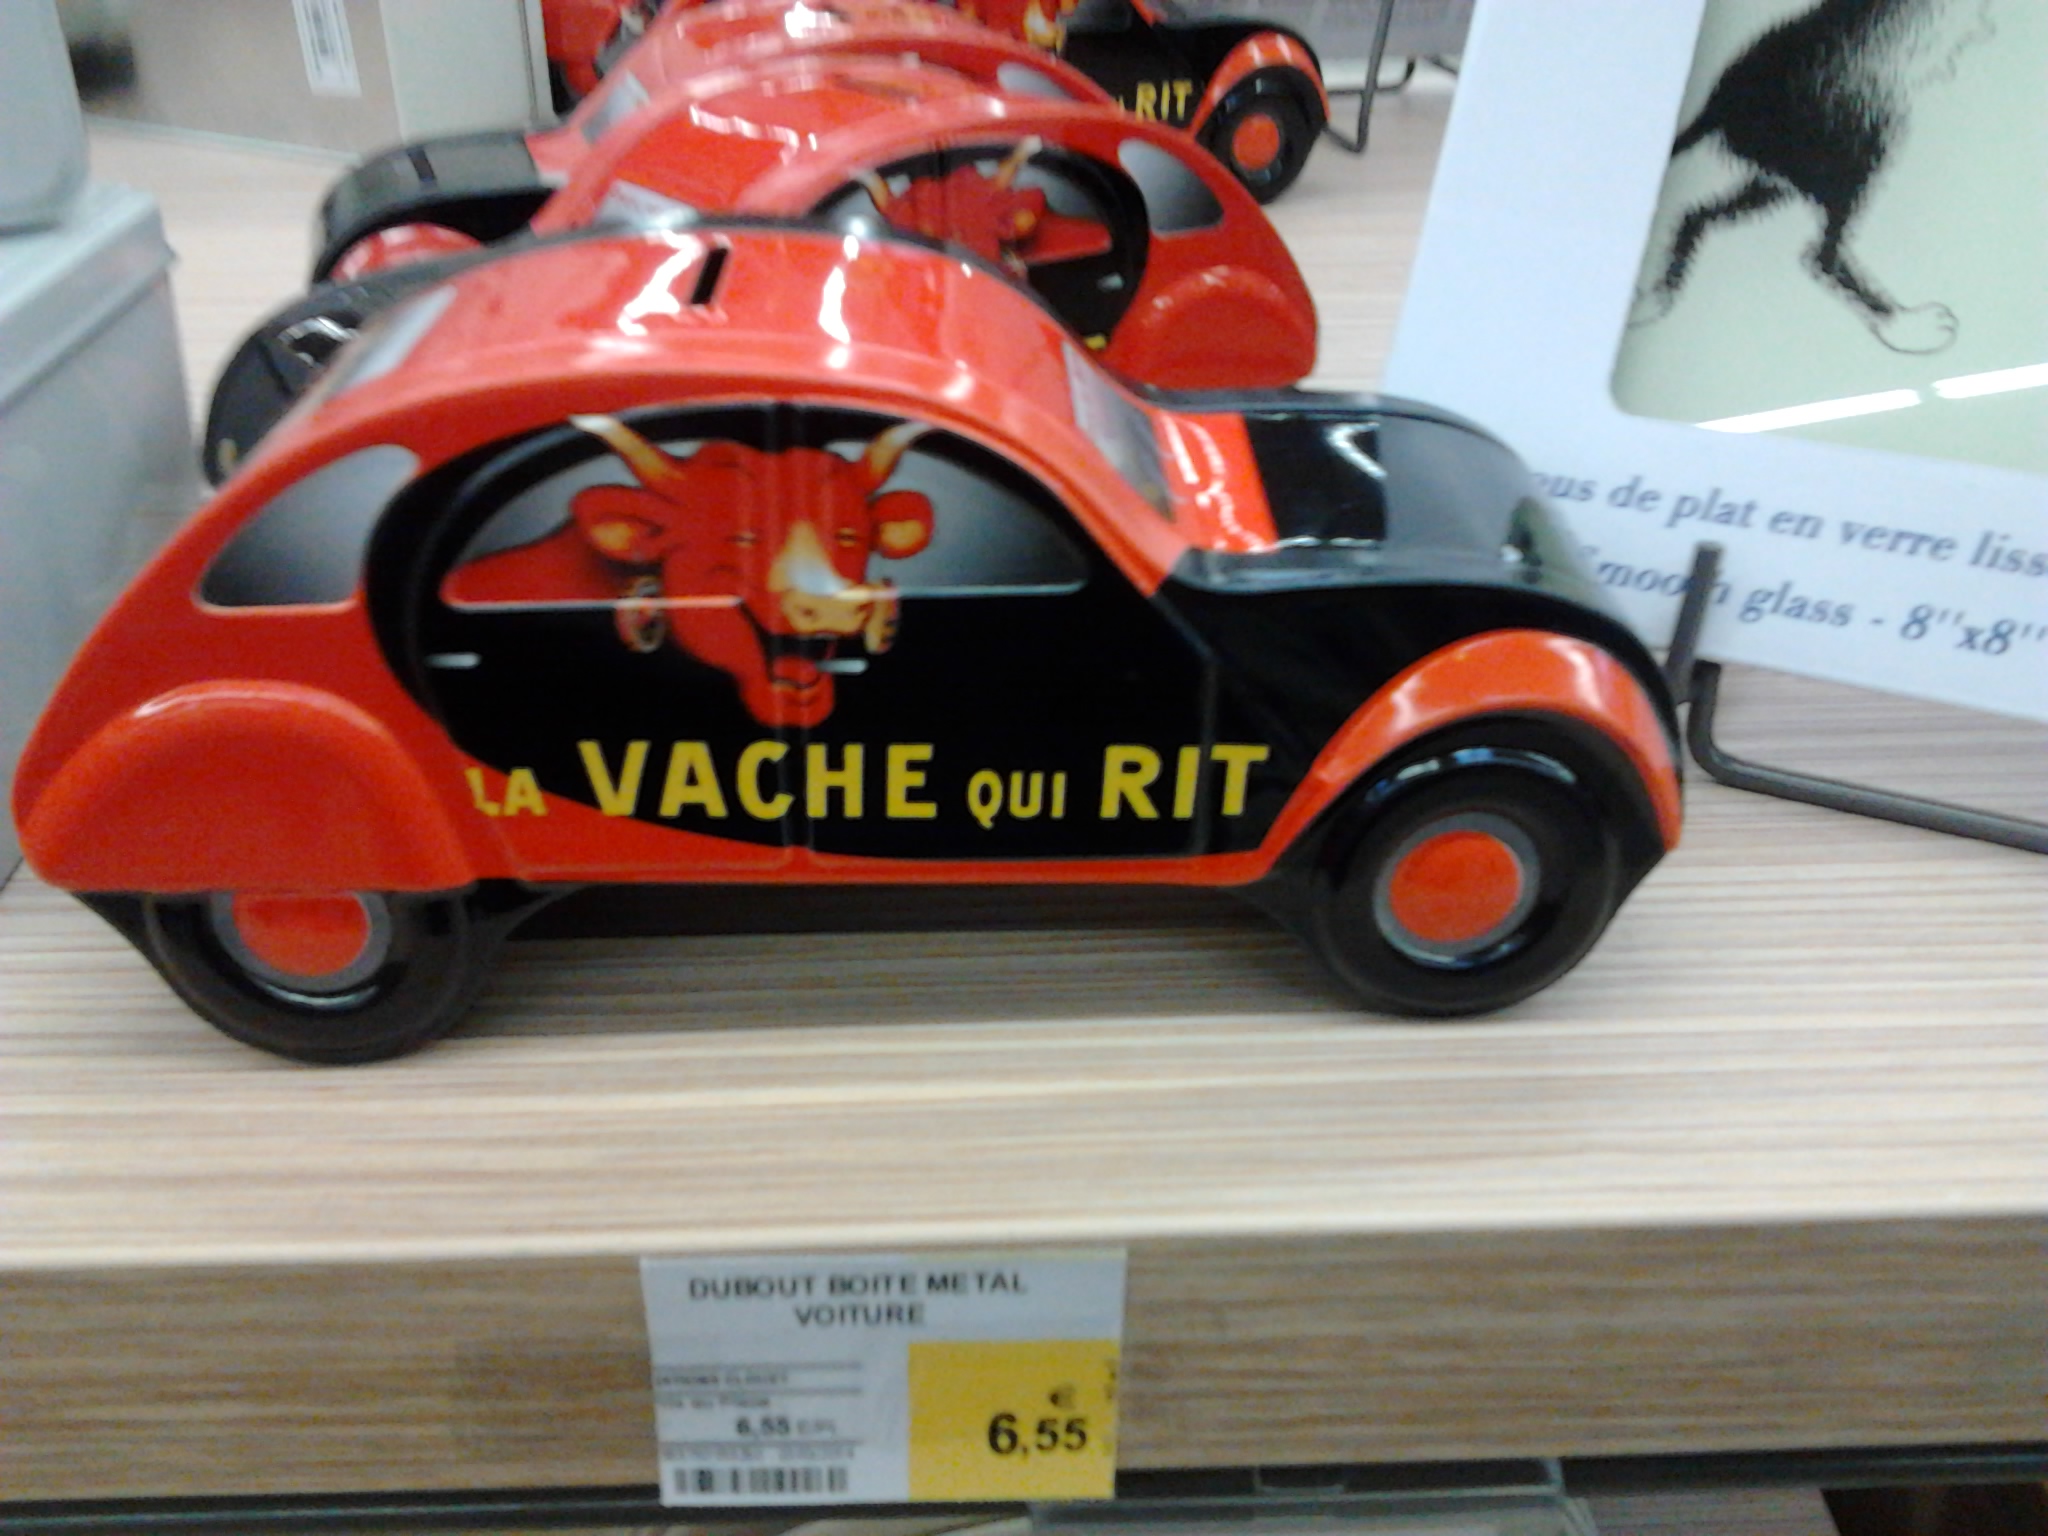 RIT
LA VACHE QUI RIT
de plat en verre
glass - 8"x8"
DUBOUT BOITE METAL
VOITURE
6,55
€
6,55